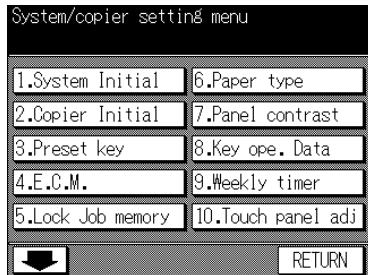 System/copier setting menu
1.System Initial
2.Copier Initial
3.Preset key
4.E.C.M.
5.Lock Job memory
6.Paper type
7.Panel contrast
8.Key ope. Data
9.Weekly timer
10.Touch panel adj
RETURN